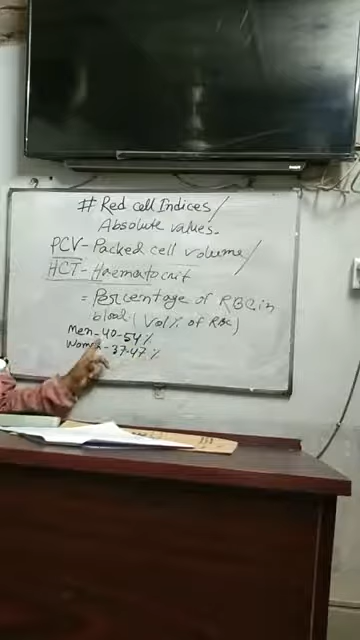 # Red cell Indices/
Absolute values.
PCV-Packed cell volume/
HCT-Haematocrit
= Percentage of RBC in
blood. (Vol% of RBC)
Men-40-54%
Women-37-47%